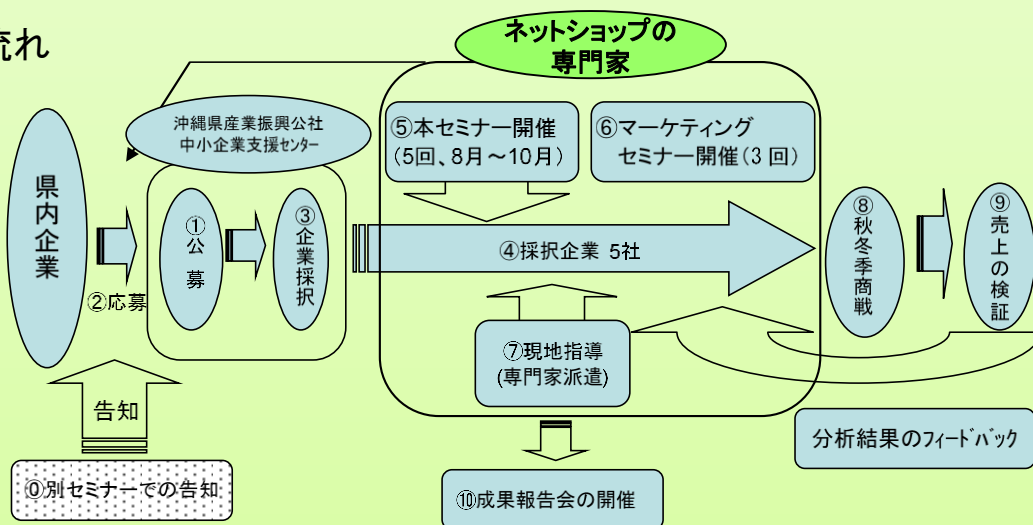 流れ
ネットショップの
専門家
沖縄県産業振興公社
中小企業支援センター
⑤本セミナー開催
(5回、8月～10月)
⑥マーケティング
セミナー開催(3回)
県内企業
②応募
①公募
③企業採択
④採択企業 5社
⑧秋冬季商戦
⑨売上の検証
⑦現地指導
(専門家派遣)
告知
分析結果のフィードバック
⓪別セミナーでの告知
⑩成果報告会の開催